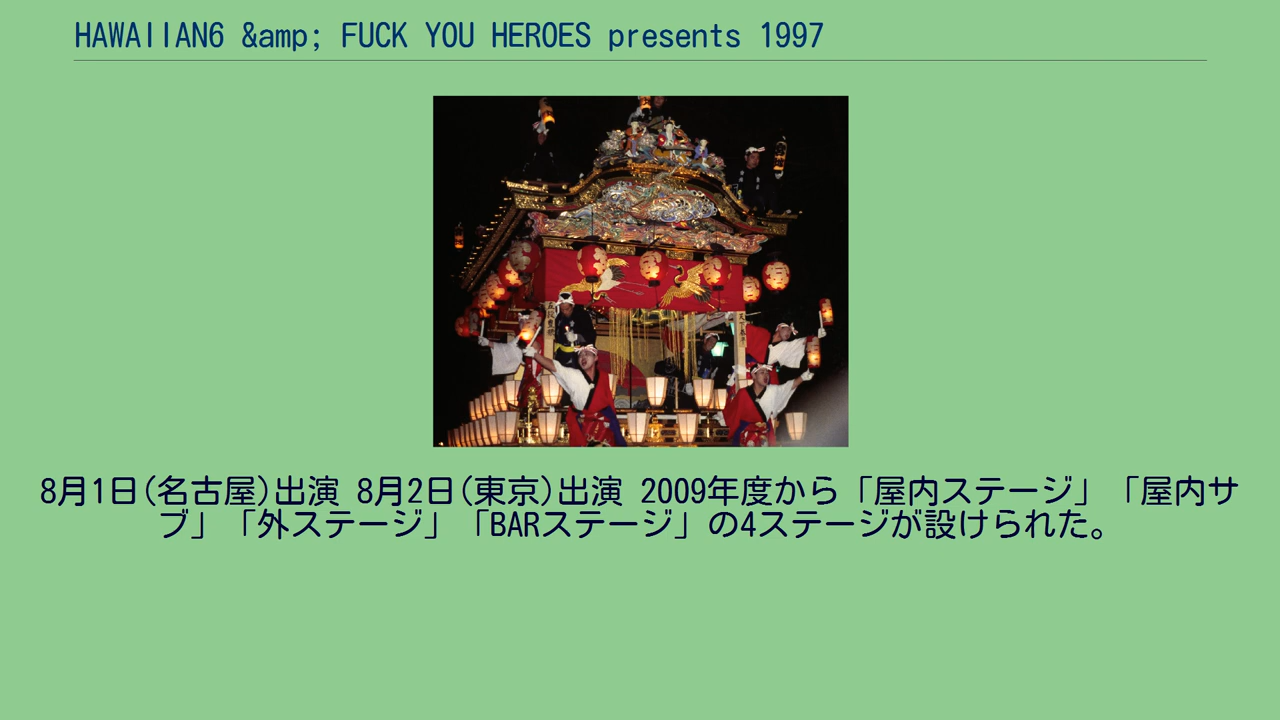 HAWAIIAN6 &amp; FUCK YOU HEROES presents 1997
8月1日(名古屋)出演 8月2日(東京)出演 2009年度から「屋内ステージ」「屋内サ
ブ」「外ステージ」「BARステージ」の4ステージが設けられた。